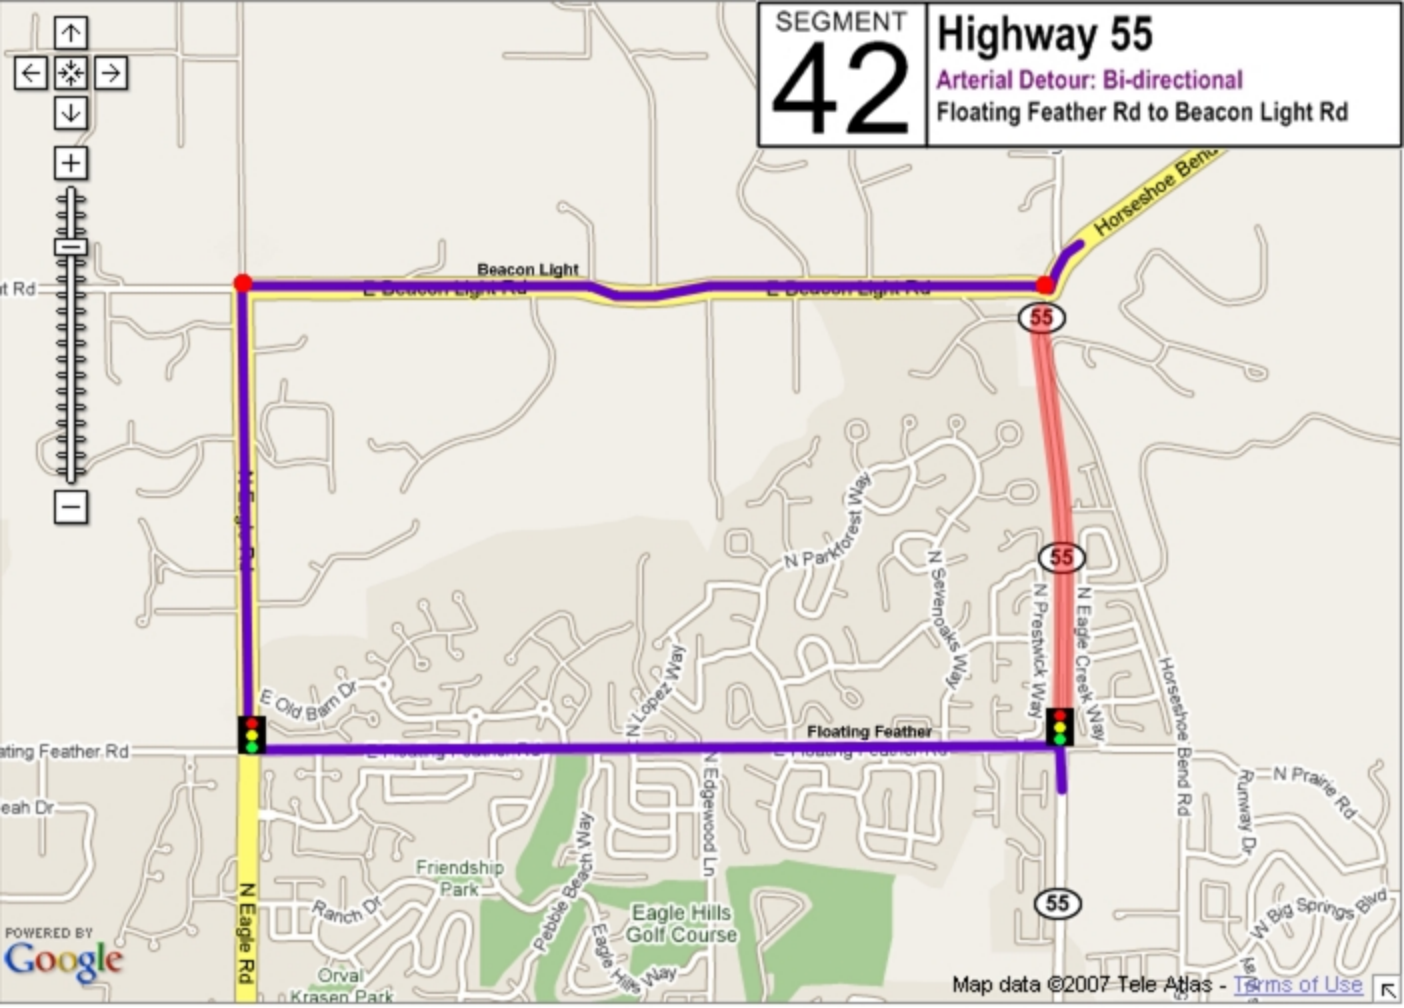 SEGMENT
42
Highway 55
Arterial Detour: Bi-directional
Floating Feather Rd to Beacon Light Rd
Horseshoe Bend
Beacon Light
t Rd
E Beacon Light Rd
E Beacon Light Rd
55
N Eagle Rd
N Parkforest Way
55
N Sevenoaks Way
N Prestwick Way
N Eagle Creek Way
E Old Barn Dr
N Lopez Way
Horseshoe Bend Rd
Floating Feather
ating Feather Rd
E Floating Feather Rd
E Floating Feather Rd
N Edgewood Ln
N Prairie Rd
Runway Dr
eah Dr
Friendship
Park
Pebble Beach Way
N Eagle Rd
Ranch Dr
Eagle Hills
Golf Course
55
W Big Springs Blvd
Eagle Hills Way
POWERED BY
Google
Orval
Krasen Park
Map data ©2007 Tele Atlas - Terms of Use